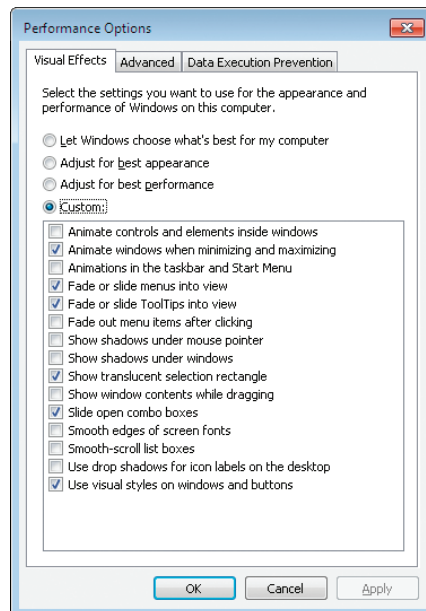 Performance Options
Visual Effects
Advanced
Data Execution Prevention
Select the settings you want to use for the appearance and
performance of Windows on this computer.
Let Windows choose what's best for my computer
Adjust for best appearance
Adjust for best performance
Custom:
Animate controls and elements inside windows
Animate windows when minimizing and maximizing
Animations in the taskbar and Start Menu
Fade or slide menus into view
Fade or slide ToolTips into view
Fade out menu items after clicking
Show shadows under mouse pointer
Show shadows under windows
Show translucent selection rectangle
Show window contents while dragging
Slide open combo boxes
Smooth edges of screen fonts
Smooth-scroll list boxes
Use drop shadows for icon labels on the desktop
Use visual styles on windows and buttons
OK
Cancel
Apply